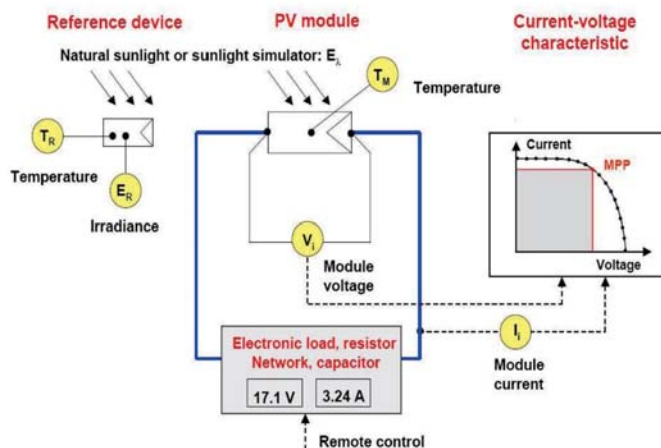 Reference device
PV module
Current-voltage
characteristic
Natural sunlight or sunlight simulator: Eλ
TM
Temperature
TR
Temperature
ER
Irradiance
Current
MPP
Voltage
Vi
Module
voltage
Electronic load, resistor
Network, capacitor
17.1 V
3.24 A
Ii
Module
current
Remote control